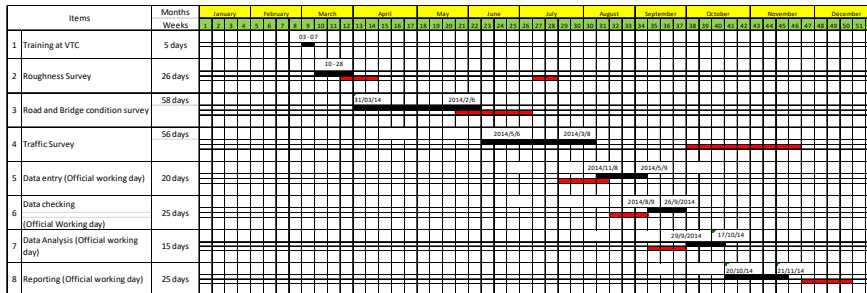 Items Months January February March April May June July August September October November December
Weeks 1 2 3 4 5 6 7 8 9 10 11 12 13 14 15 16 17 18 19 20 21 22 23 24 25 26 27 28 29 30 31 32 33 34 35 36 37 38 39 40 41 42 43 44 45 46 47 48 49 50 51
03 - 07
1 Training at VTC 5 days
10 - 28
2 Roughness Survey 26 days
58 days 31/03/14 2014/2/6
3 Road and Bridge condition survey
56 days 2014/5/6 2014/3/8
4 Traffic Survey
2014/11/8 2014/5/9
5 Data entry (Official working day) 20 days
Data checking 2014/8/9 26/9/2014
6 25 days
(Official Working day)
29/9/2014 17/10/14
7 Data Analysis (Official working 15 days
day)
20/10/14 21/11/14
8 Reporting (Official working day) 25 days